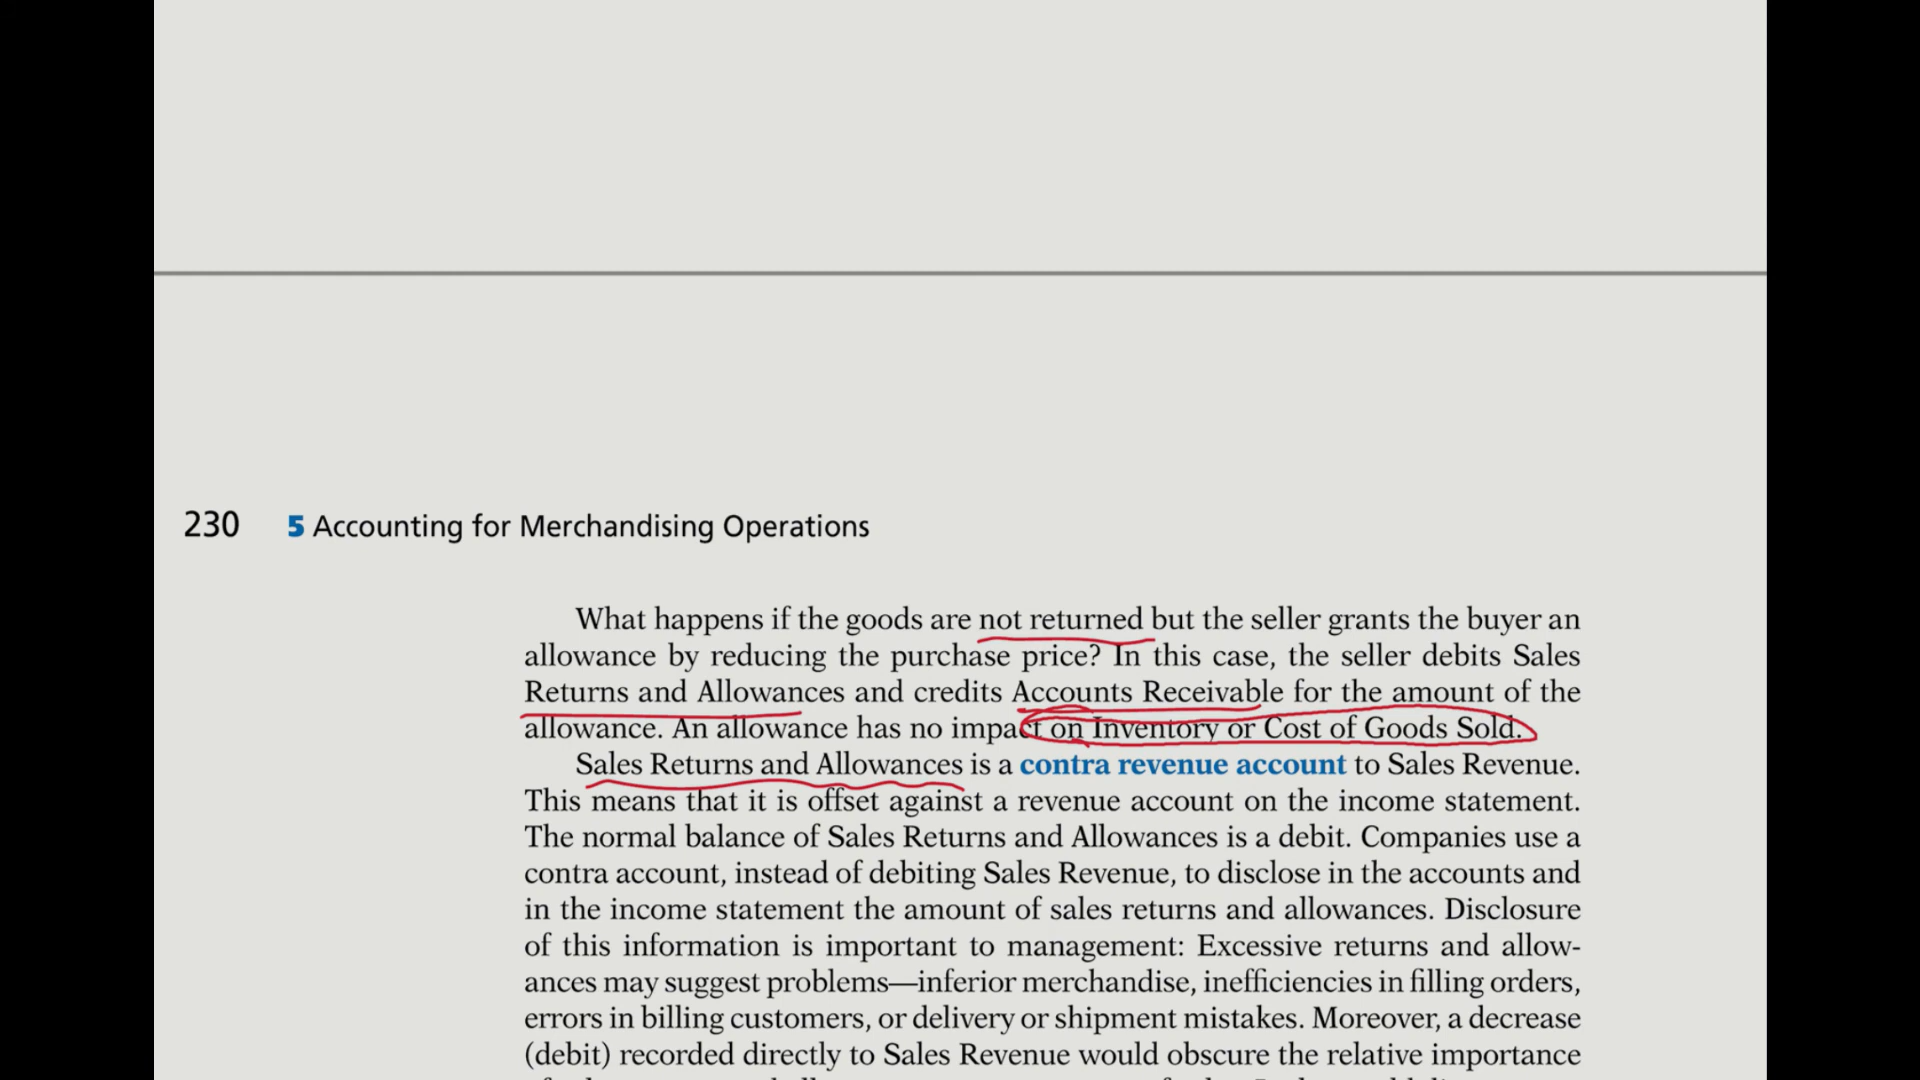 230 5 Accounting for Merchandising Operations
What happens if the goods are not returned but the seller grants the buyer an
allowance by reducing the purchase price? In this case, the seller debits Sales
Returns and Allowances and credits Accounts Receivable for the amount of the
allowance. An allowance has no impact on Inventory or Cost of Goods Sold.
Sales Returns and Allowances is a contra revenue account to Sales Revenue.
This means that it is offset against a revenue account on the income statement.
The normal balance of Sales Returns and Allowances is a debit. Companies use a
contra account, instead of debiting Sales Revenue, to disclose in the accounts and
in the income statement the amount of sales returns and allowances. Disclosure
of this information is important to management: Excessive returns and allow-
ances may suggest problems—inferior merchandise, inefficiencies in filling orders,
errors in billing customers, or delivery or shipment mistakes. Moreover, a decrease
(debit) recorded directly to Sales Revenue would obscure the relative importance